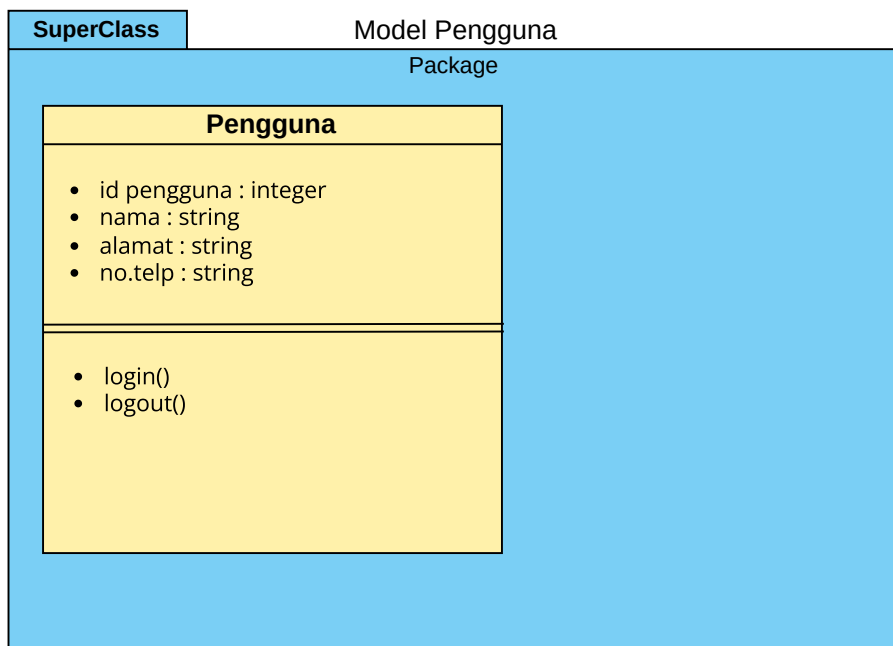 SuperClass
Model Pengguna
Package
Pengguna
• id pengguna : integer
• nama : string
• alamat : string
• no.telp : string
• login()
• logout()